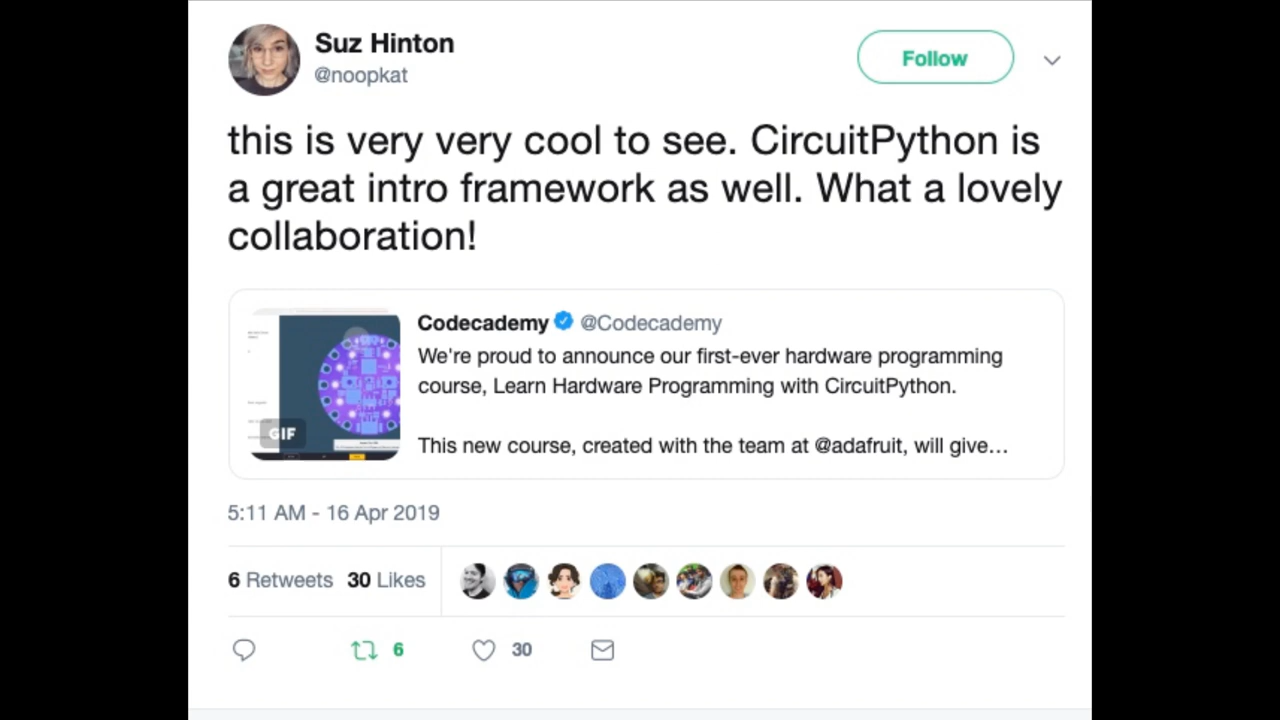 Suz Hinton
@noopkat
Follow
this is very very cool to see. CircuitPython is
a great intro framework as well. What a lovely
collaboration!
Codecademy @Codecademy
We're proud to announce our first-ever hardware programming
course, Learn Hardware Programming with CircuitPython.
This new course, created with the team at @adafruit, will give...
GIF
5:11 AM - 16 Apr 2019
6 Retweets 30 Likes
6 30